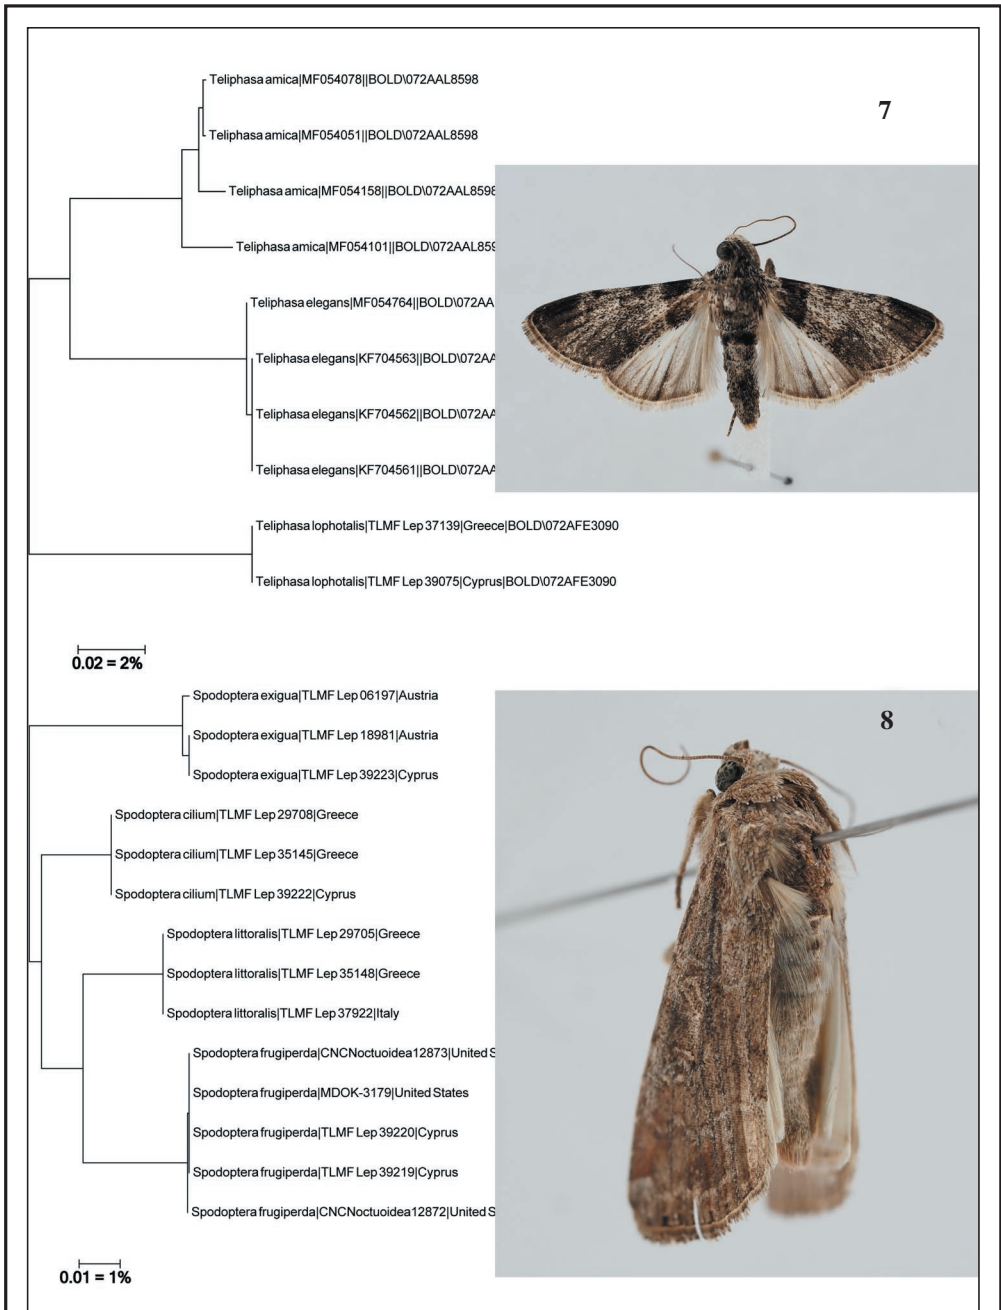 Teliphasa amica|MF054078||BOLD\072AAL8598
7
Teliphasa amica|MF054051||BOLD\072AAL8598
Teliphasa amica|MF054158||BOLD\072AAL8598
Teliphasa amica|MF054101||BOLD\072AAL859
Teliphasa elegans|MF054764||BOLD\072AA
Teliphasa elegans|KF704563||BOLD\072AA
Teliphasa elegans|KF704562||BOLD\072AA
Teliphasa elegans|KF704561||BOLD\072AA
Teliphasa lophotalis|TLMF Lep 37139|Greece|BOLD\072AFE3090
Teliphasa lophotalis|TLMF Lep 39075|Cyprus|BOLD\072AFE3090
0.02 = 2%
Spodoptera exigua|TLMF Lep 06197|Austria
8
Spodoptera exigua|TLMF Lep 18981|Austria
Spodoptera exigua|TLMF Lep 39223|Cyprus
Spodoptera cilium|TLMF Lep 29708|Greece
Spodoptera cilium|TLMF Lep 35145|Greece
Spodoptera cilium|TLMF Lep 39222|Cyprus
Spodoptera littoralis|TLMF Lep 29705|Greece
Spodoptera littoralis|TLMF Lep 35148|Greece
Spodoptera littoralis|TLMF Lep 37922|Italy
Spodoptera frugiperda|CNCNoctuoidea12873|United S
Spodoptera frugiperda|MDOK-3179|United States
Spodoptera frugiperda|TLMF Lep 39220|Cyprus
Spodoptera frugiperda|TLMF Lep 39219|Cyprus
Spodoptera frugiperda|CNCNoctuoidea12872|United S
0.01 = 1%